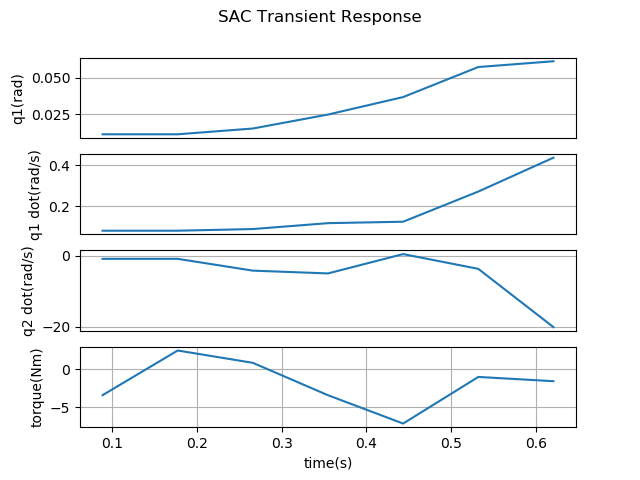 SAC Transient Response
q1(rad)
0.050
0.025
q1 dot(rad/s)
0.4
0.2
q2 dot(rad/s)
0
−20
torque(Nm)
0
−5
0.1 0.2 0.3 0.4 0.5 0.6
time(s)